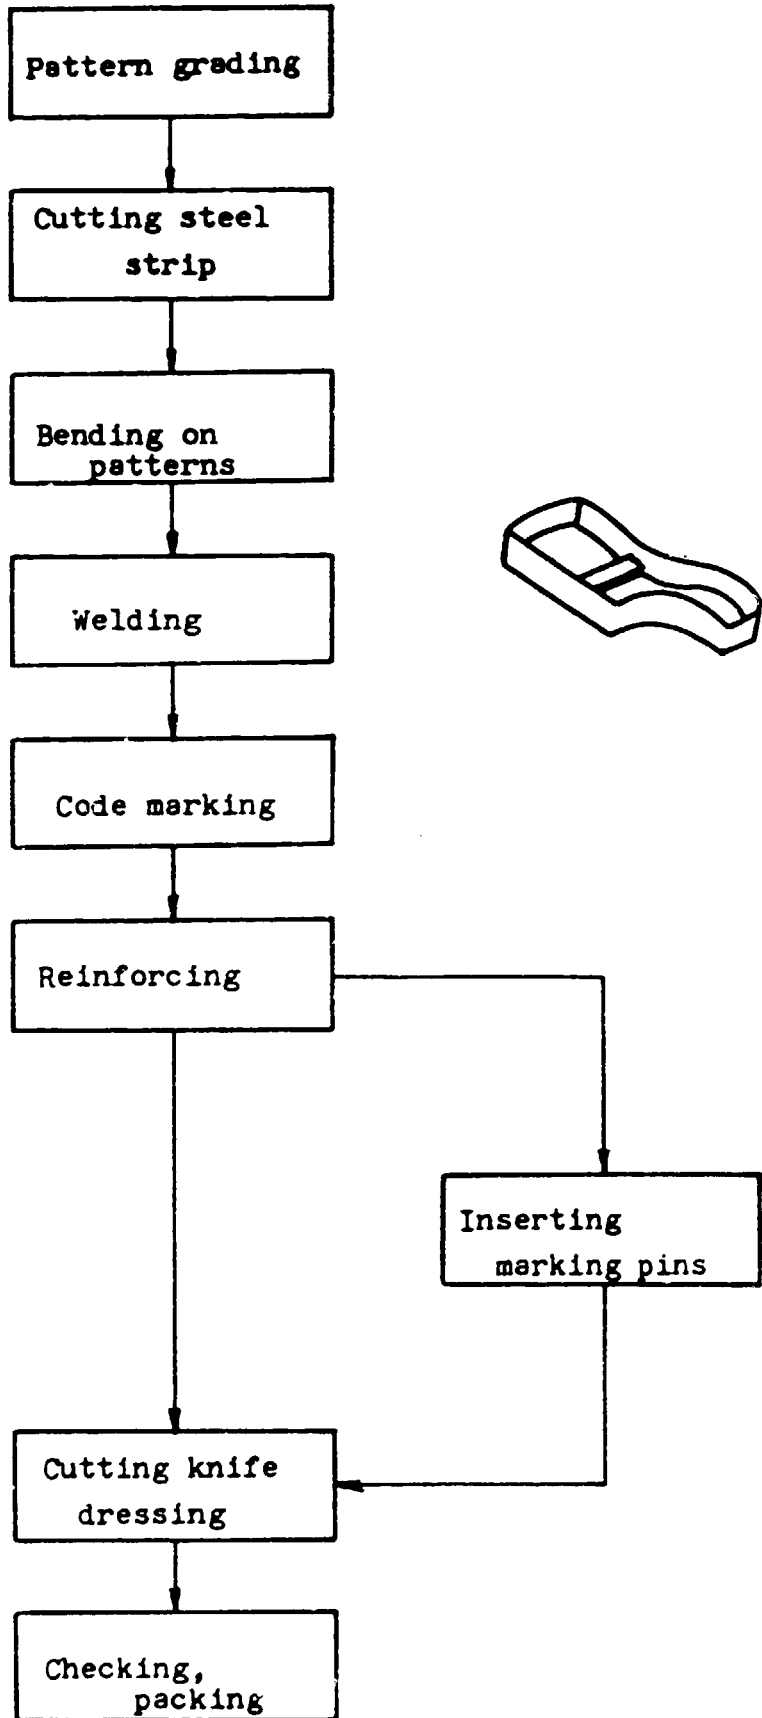 Pattern grading
Cutting steel
strip
Bending on
patterns
Welding
Code marking
Reinforcing
Inserting
marking pins
Cutting knife
dressing
Checking,
packing